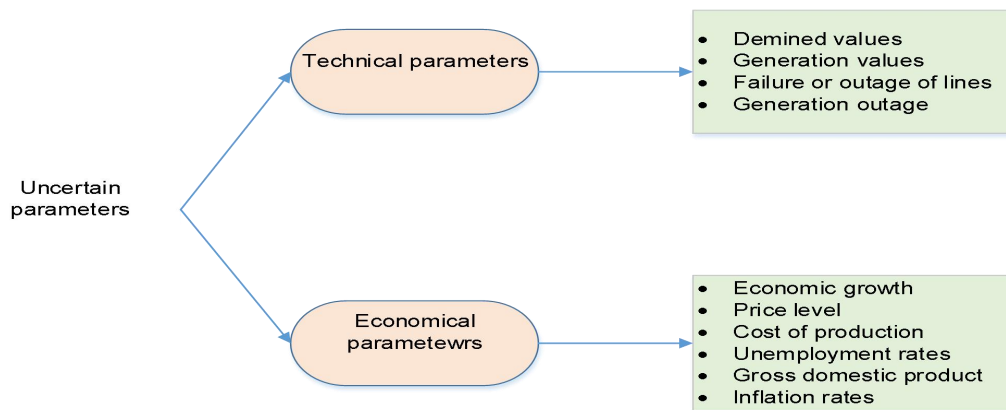 Uncertain
parameters
Technical parameters
• Demined values
• Generation values
• Failure or outage of lines
• Generation outage
Economical
parametewrs
• Economic growth
• Price level
• Cost of production
• Unemployment rates
• Gross domestic product
• Inflation rates